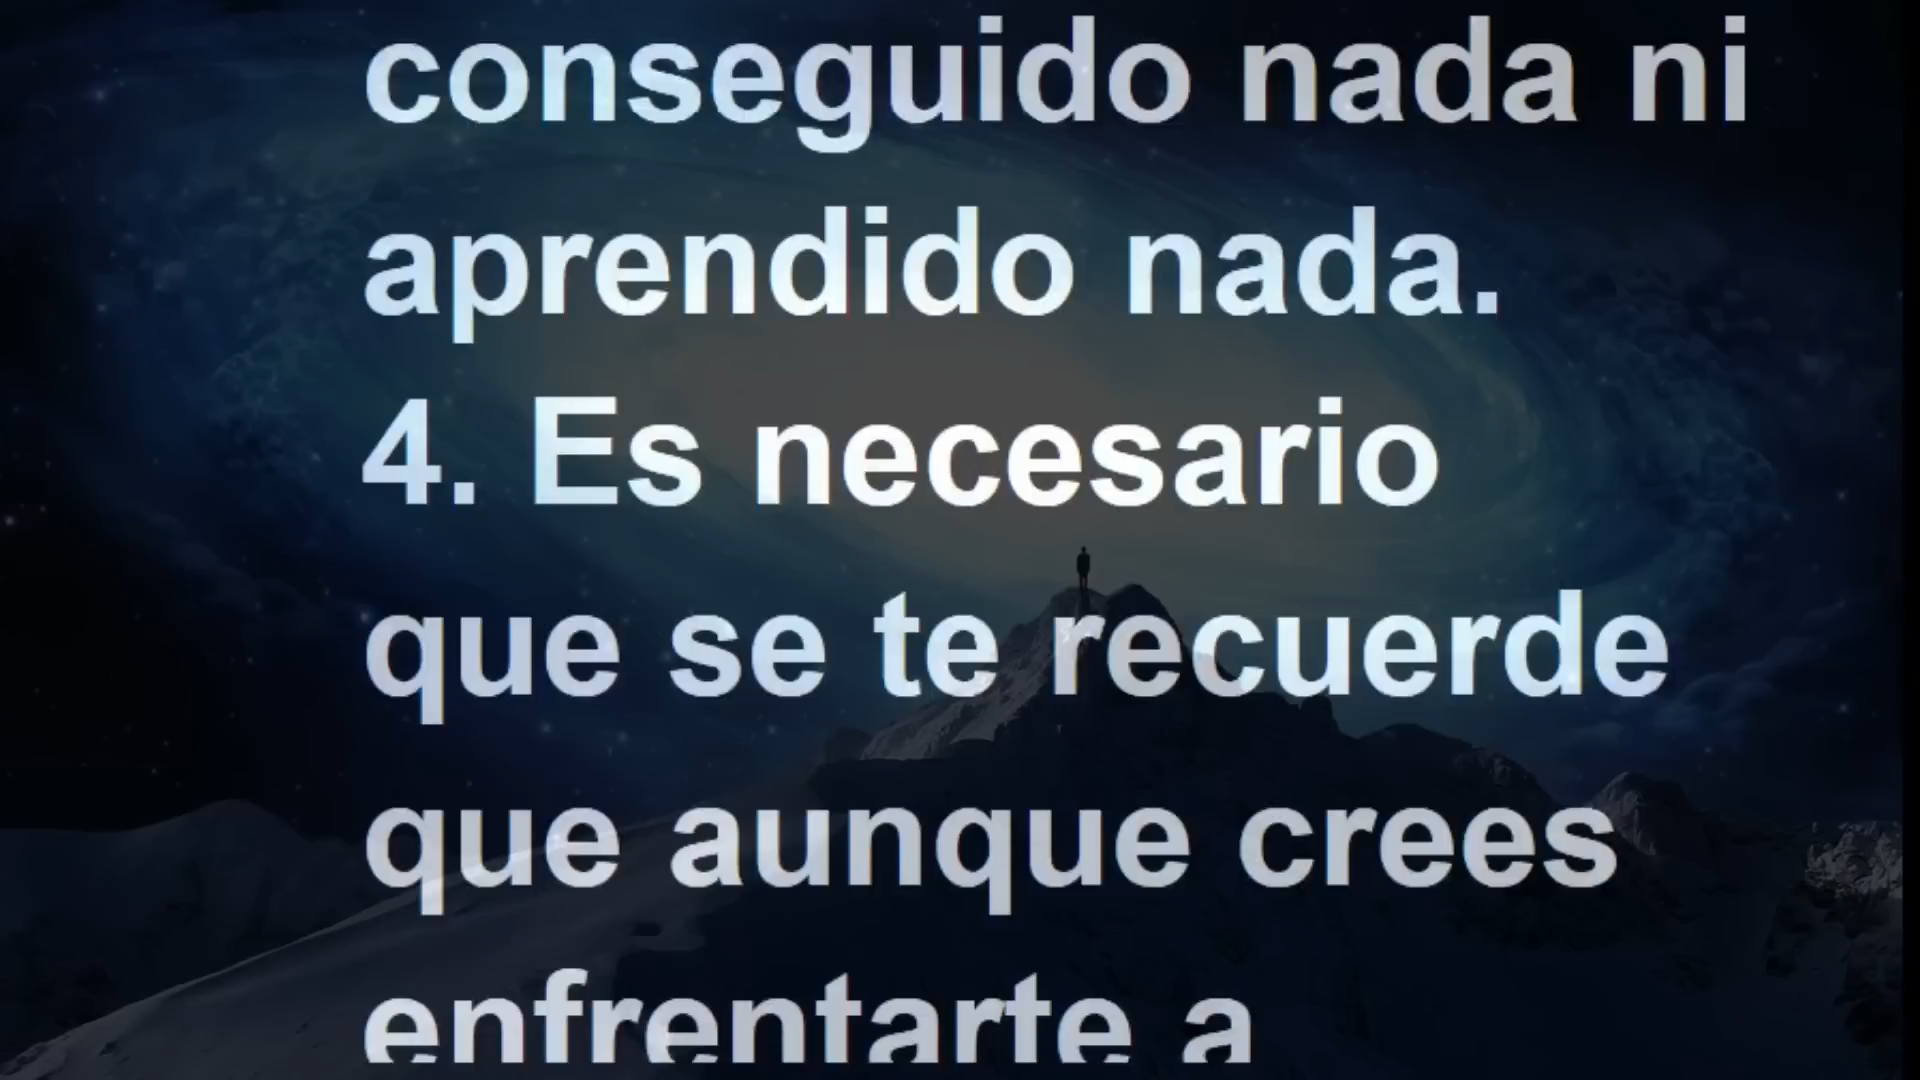 conseguido nada ni
aprendido nada.
4. Es necesario
que se te recuerde
que aunque crees
enfrentarte a